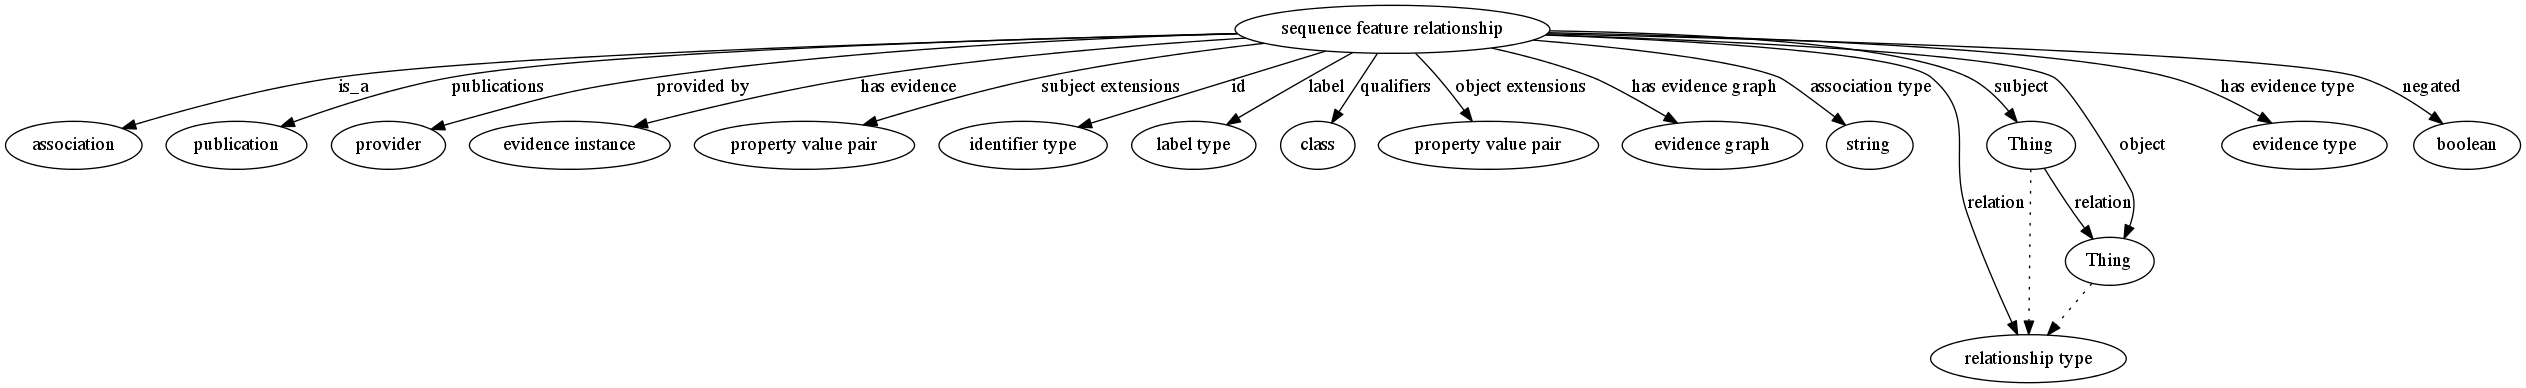 sequence feature relationship
is_a
publications
provided by
has evidence
subject extensions
id
label
qualifiers
object extensions
has evidence graph
association type
subject
has evidence type
negated
association
publication
provider
evidence instance
property value pair
identifier type
label type
class
property value pair
evidence graph
string
Thing
object
evidence type
boolean
relation
relation
Thing
relationship type